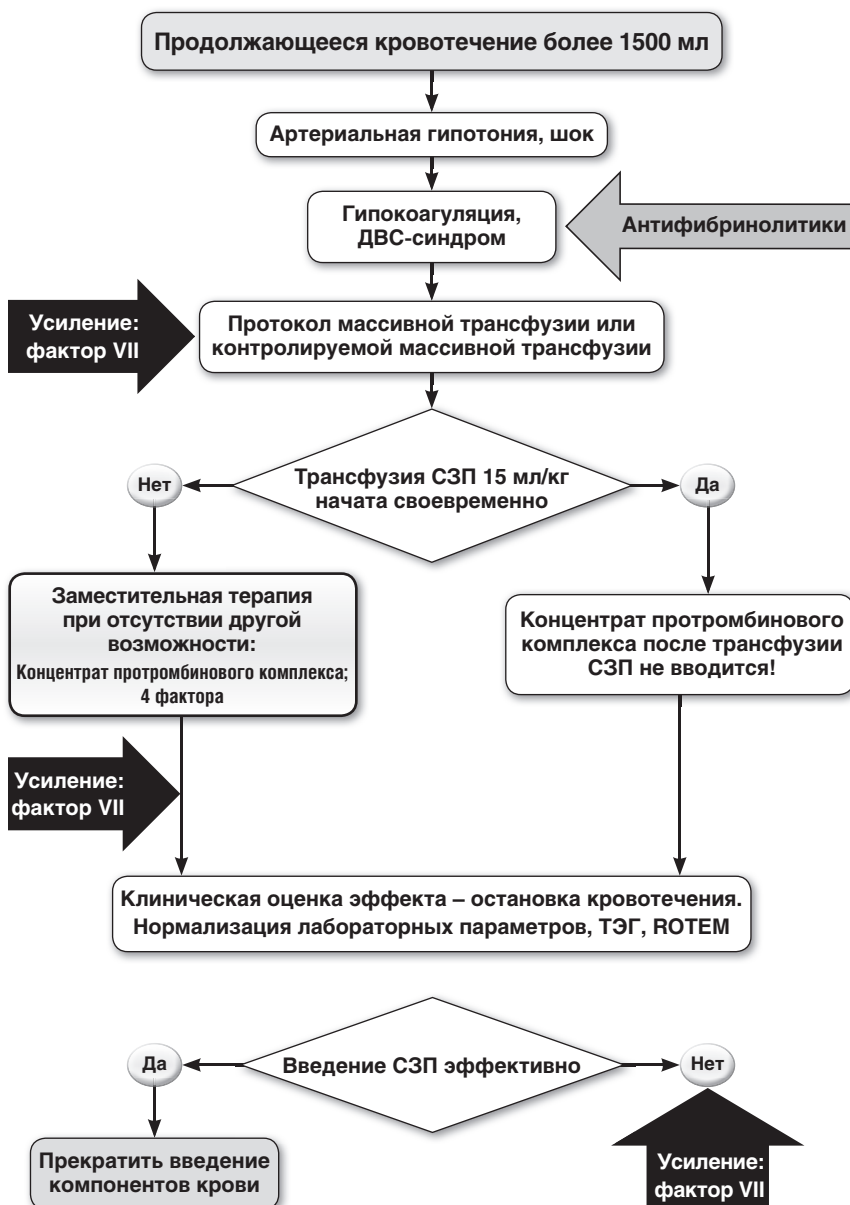 Продолжающееся кровотечение более 1500 мл
Артериальная гипотония, шок
Гипокоагуляция,
ДВС-синдром
Антифибринолитики
Усиление:
фактор VII
Протокол массивной трансфузии или
контролируемой массивной трансфузии
Трансфузия СЗП 15 мл/кг
начата своевременно
Нет
Да
Заместительная терапия
при отсутствии другой
возможности:
Концентрат протромбинового комплекса;
4 фактора
Концентрат протромбинового
комплекса после трансфузии
СЗП не вводится!
Усиление:
фактор VII
Клиническая оценка эффекта – остановка кровотечения.
Нормализация лабораторных параметров, ТЭГ, ROTEM
Да
Введение СЗП эффективно
Нет
Прекратить введение
компонентов крови
Усиление:
фактор VII